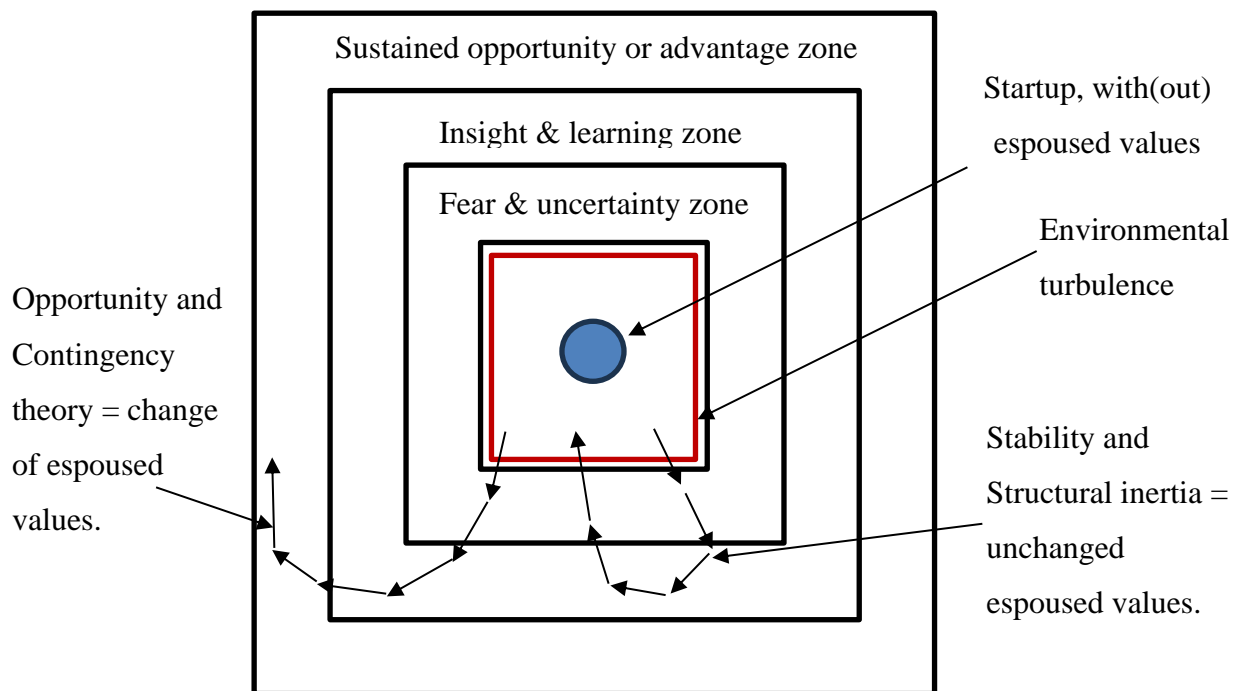 Sustained opportunity or advantage zone
Insight & learning zone
Fear & uncertainty zone
Startup, with(out)
espoused values
Environmental
turbulence
Opportunity and
Contingency
theory = change
of espoused
values.
Stability and
Structural inertia =
unchanged
espoused values.